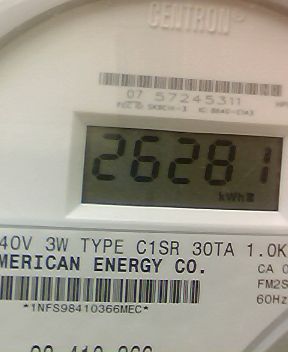 CENTRON
07 57245311
26281
kWh
40V 3W TYPE C1SR 30TA 1.0K
MERICAN ENERGY CO.
CA 0
FM2S
60Hz
*1NFS98410366MEC*